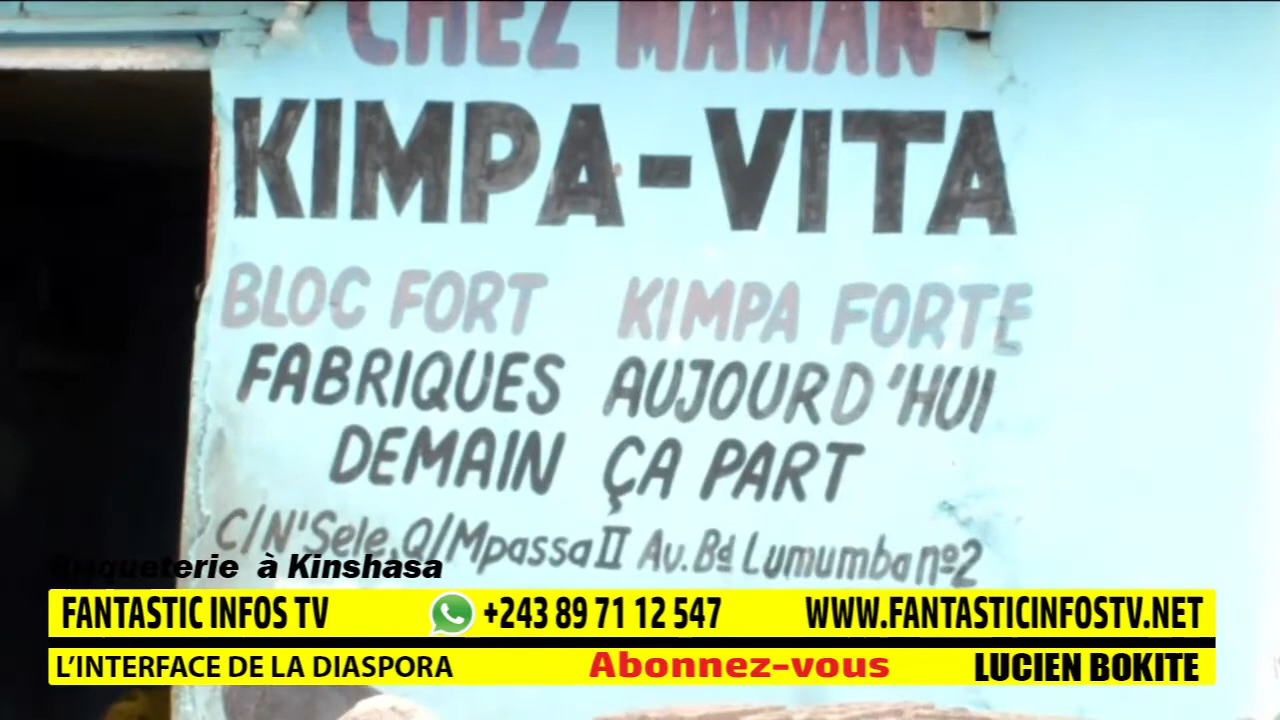 CHEZ MAMAN
KIMPA-VITA
BLOC FORT KIMPA FORTE
FABRIQUES AUJOURD'HUI
DEMAIN ÇA PART
C/N'Sele, Q/Mpassa II Av. Bd Lumumba nº2
Briqueterie à Kinshasa
FANTASTIC INFOS TV +243 89 71 12 547 WWW.FANTASTICINFOSTV.NET
L'INTERFACE DE LA DIASPORA Abonnez-vous LUCIEN BOKITE